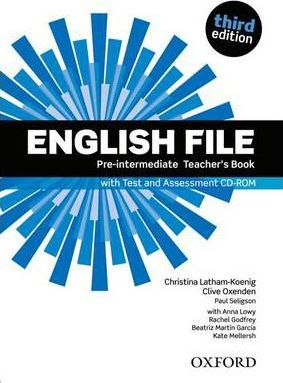 third
edition
ENGLISH FILE
Pre-intermediate Teacher's Book
with Test and Assessment CD-ROM
Christina Latham-Koenig
Clive Oxenden
Paul Seligson
with Anna Lowy
Rachel Godfrey
Beatriz Martín García
Kate Mellersh
OXFORD